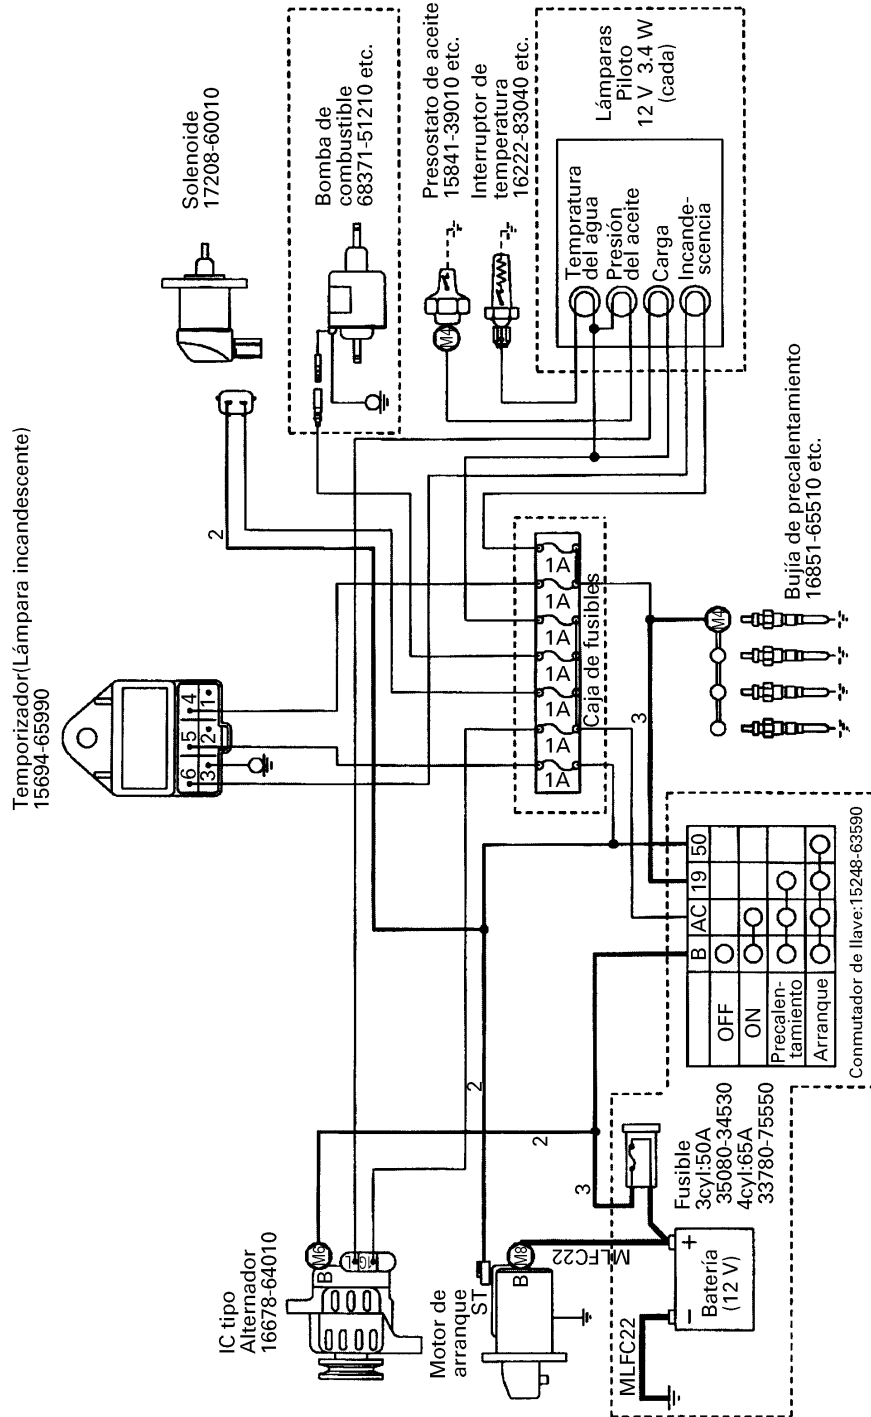 Temporizador(Lámpara incandescente)
15694-65990
6
5
4
3
2
1
Solenoide
17208-60010
2
Bomba de
combustible
68371-51210 etc.
Presostato de aceite
15841-39010 etc.
M4
Interruptor de
temperatura
16222-83040 etc.
Lámparas
Piloto
12 V 3.4 W
(cada)
Tempratura
del agua
Presión
del aceite
Carga
Incande-
scencia
1A
1A
1A
1A
1A
1A
1A
Caja de fusibles
Bujía de precalentamiento
16851-65510 etc.
M4
3
IC tipo
Alternador
16678-64010
M6
B
L
IG
Motor de
arranque
ST
B
M8
2
2
3
MLFC22
MLFC22
Batería
(12 V)
+
−
Fusible
3cyl:50A
35080-34530
4cyl:65A
33780-75550
B
AC
19
50
OFF
ON
Precalen-
tamiento
Arranque
Conmutador de llave:15248-63590